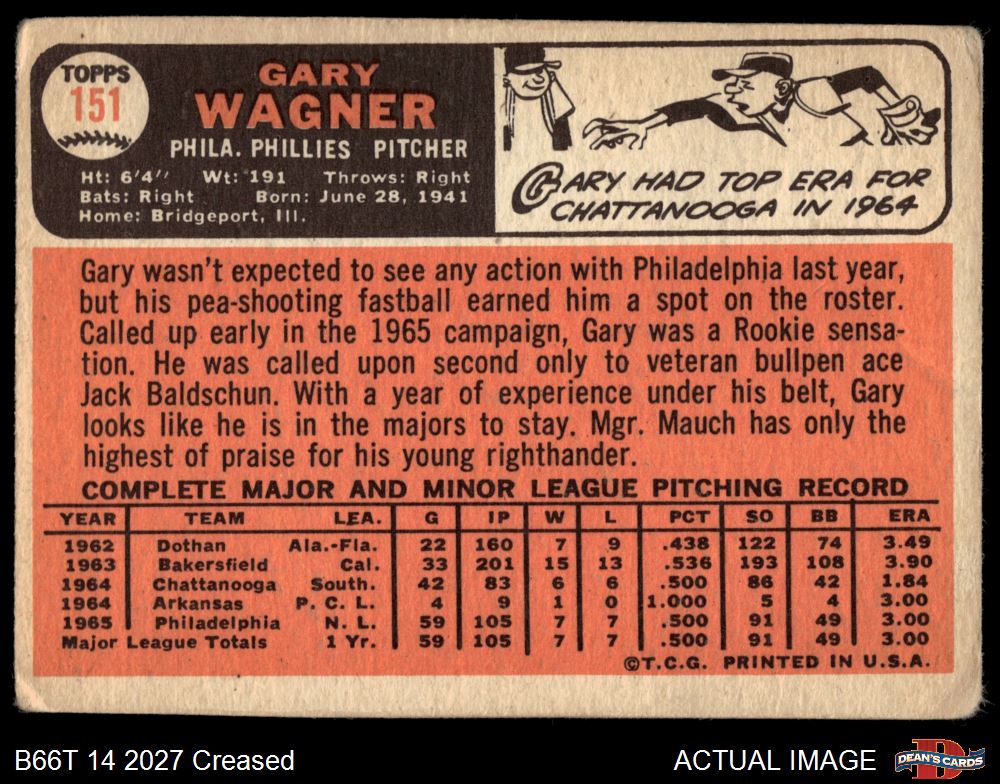 TOPPS
151
GARY
WAGNER
PHILA. PHILLIES PITCHER
Ht: 6'4" Wt: 191 Throws: Right
Bats: Right Born: June 28, 1941
Home: Bridgeport, Ill.
GARY HAD TOP ERA FOR
CHATTANOOGA IN 1964
Gary wasn't expected to see any action with Philadelphia last year,
but his pea-shooting fastball earned him a spot on the roster.
Called up early in the 1965 campaign, Gary was a Rookie sensa-
tion. He was called upon second only to veteran bullpen ace
Jack Baldschun. With a year of experience under his belt, Gary
looks like he is in the majors to stay. Mgr. Mauch has only the
highest of praise for his young righthander.
COMPLETE MAJOR AND MINOR LEAGUE PITCHING RECORD
YEAR TEAM LEA. G IP W L PCT SO BB ERA
1962 Dothan Ala.-Fla. 22 160 7 9 .438 122 74 3.49
1963 Bakersfield Cal. 33 201 15 13 .536 193 108 3.90
1964 Chattanooga South. 42 83 6 6 .500 86 42 1.84
1964 Arkansas P. C. L. 4 9 1 0 1.000 5 4 3.00
1965 Philadelphia N. L. 59 105 7 7 .500 91 49 3.00
Major League Totals 1 Yr. 59 105 7 7 .500 91 49 3.00
©T.C.G. PRINTED IN U.S.A.
B66T 14 2027 Creased
ACTUAL IMAGE
DEAN'S CARDS